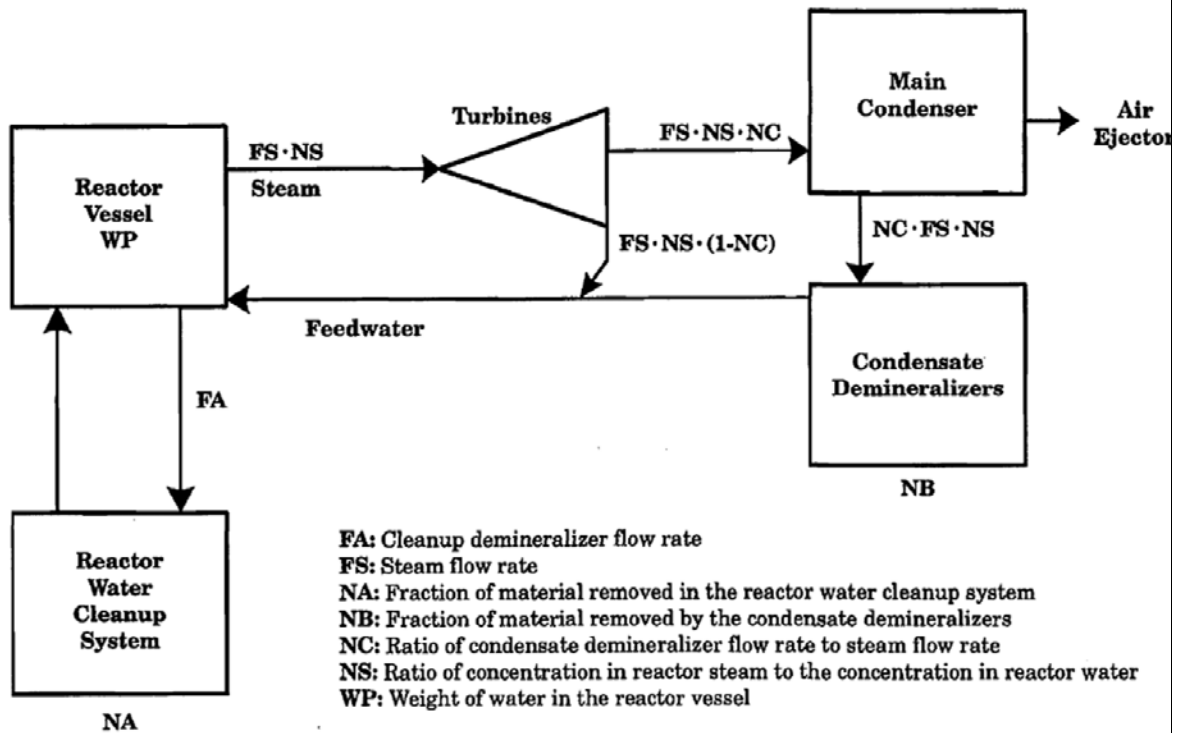 Main
Condenser
Air
Ejector
Turbines
FS·NS·NC
FS·NS
Steam
Reactor
Vessel
WP
FS·NS·(1-NC)
NC·FS·NS
Feedwater
Condensate
Demineralizers
NB
FA
Reactor
Water
Cleanup
System
NA
FA: Cleanup demineralizer flow rate
FS: Steam flow rate
NA: Fraction of material removed in the reactor water cleanup system
NB: Fraction of material removed by the condensate demineralizers
NC: Ratio of condensate demineralizer flow rate to steam flow rate
NS: Ratio of concentration in reactor steam to the concentration in reactor water
WP: Weight of water in the reactor vessel